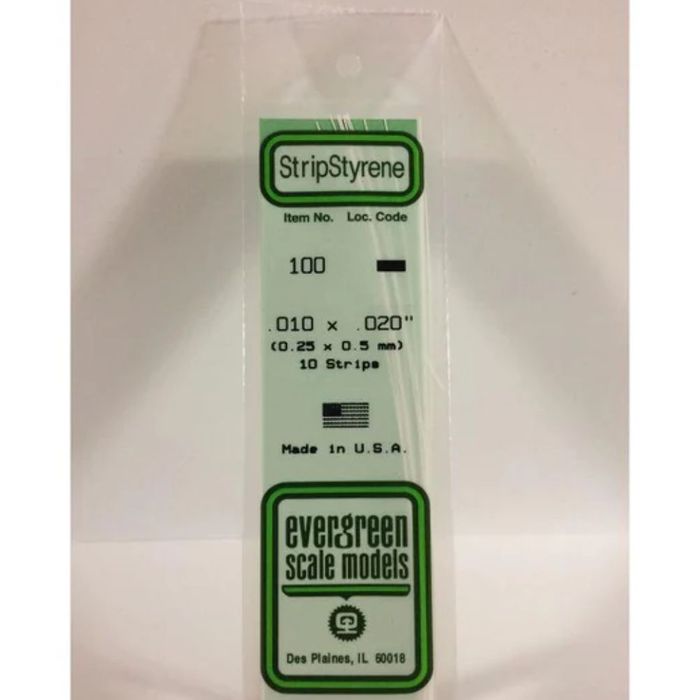 StripStyrene
Item No. Loc. Code
100
.010 x .020"
(0.25 x 0.5 mm)
10 Strips
Made in U.S.A.
evergreen
scale models
Des Plaines, IL 60018